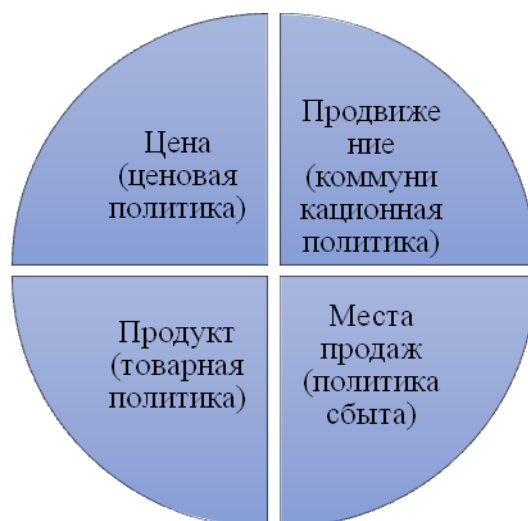 Цена
(ценовая
политика)
Продвиже
ние
(коммуни
кационная
политика)
Продукт
(товарная
политика)
Места
продаж
(политика
сбыта)